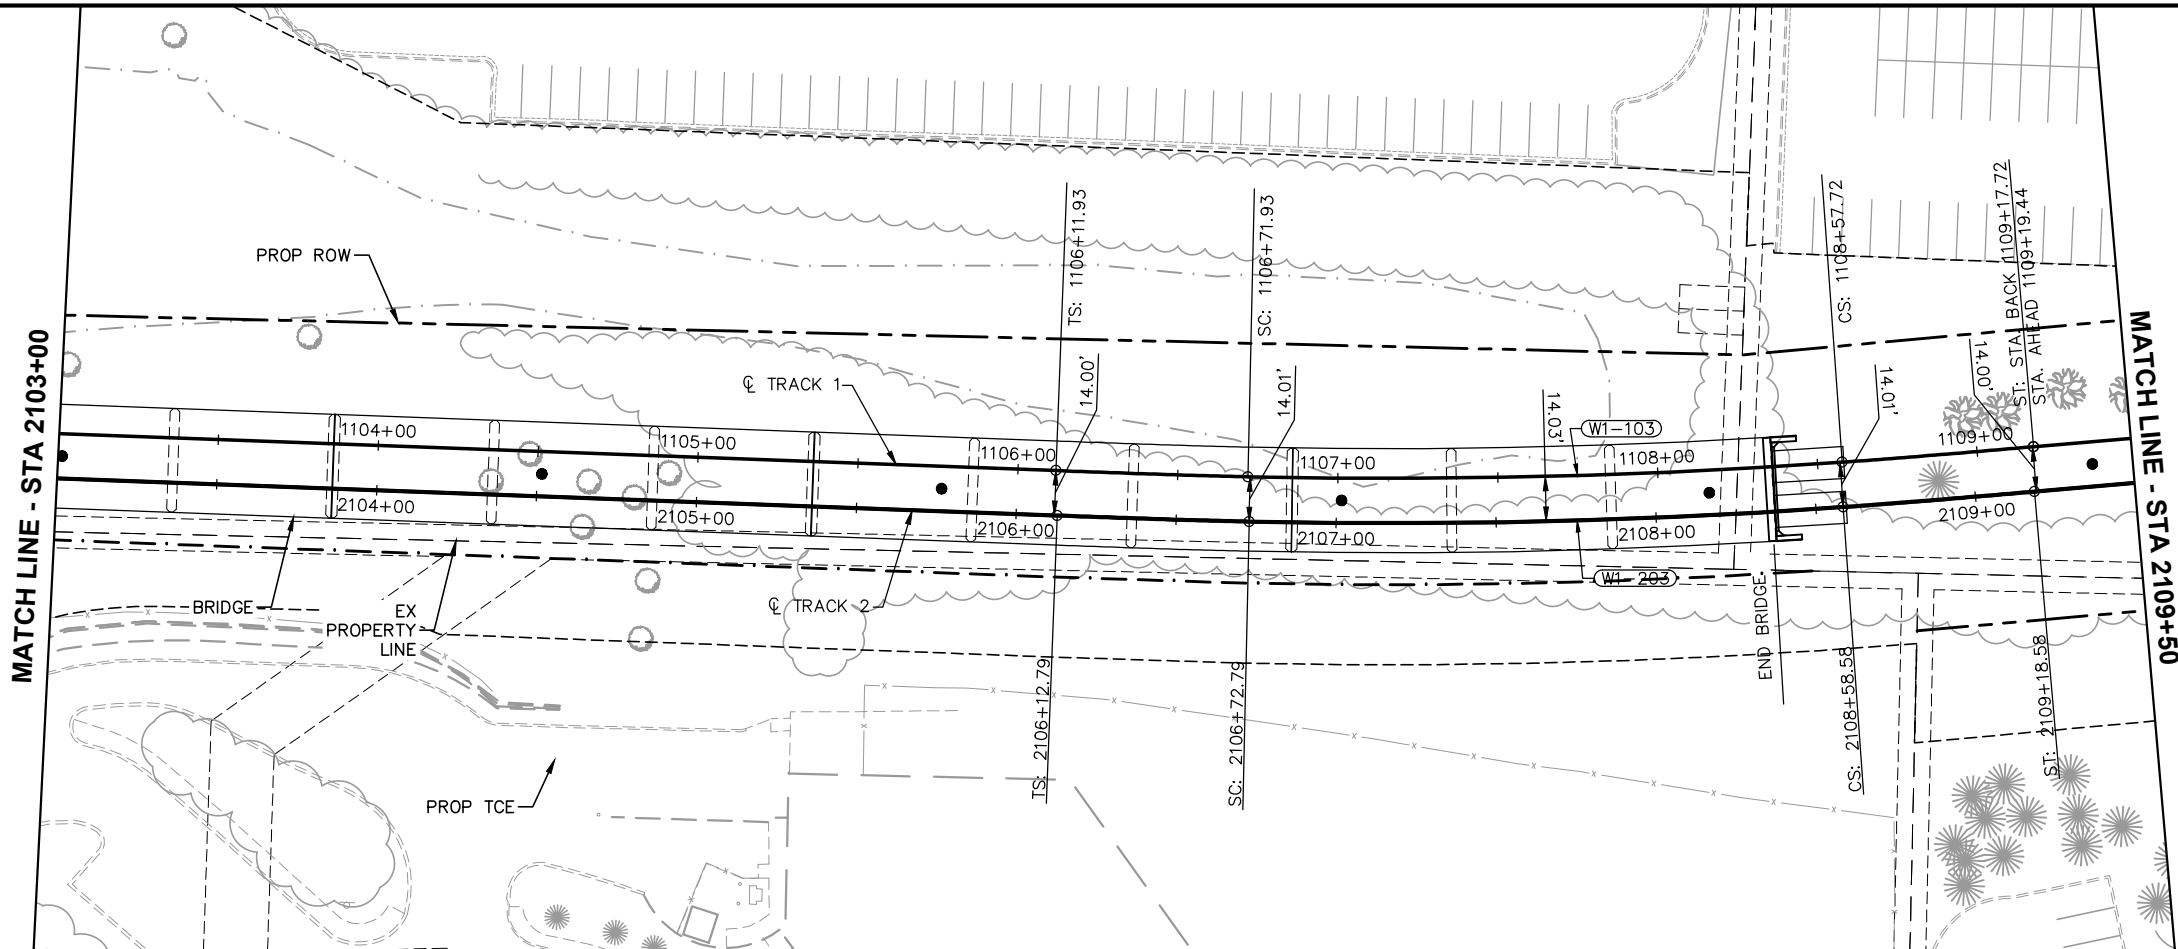 MATCH LINE - STA 2103+00
PROP ROW
℄ TRACK 1
TS: 1106+11.93
SC: 1106+71.93
CS: 1108+57.72
ST: STA. BACK 1109+17.72
STA. AHEAD 1109+19.44
MATCH LINE - STA 2109+50
14.00'
14.01'
14.03'
14.01'
14.00'
W1-103
1104+00
1105+00
1106+00
1107+00
1108+00
1109+00
2104+00
2105+00
2106+00
2107+00
2108+00
2109+00
W1-203
BRIDGE
EX
PROPERTY
LINE
℄ TRACK 2
END BRIDGE
TS: 2106+12.79
SC: 2106+72.79
CS: 2108+58.58
ST: 2109+18.58
PROP TCE